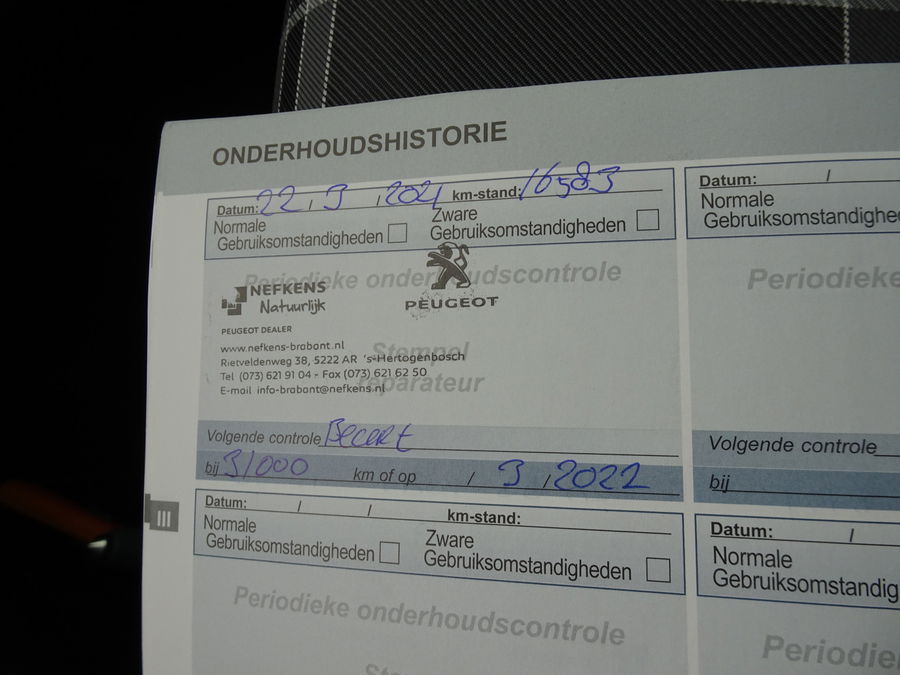 ONDERHOUDSHISTORIE
Datum: 22 / 3 / 2021 km-stand: 16583
Normale Gebruiksomstandigheden
Zware Gebruiksomstandigheden
Periodieke onderhoudscontrole
NEFKENS
Natuurlijk
PEUGEOT
PEUGEOT DEALER
www.nefkens-brabant.nl
Rietveldenweg 38, 5222 AR 's-Hertogenbosch
Tel (073) 621 91 04 - Fax (073) 621 62 50
E-mail info-brabant@nefkens.nl
Stempel
reparateur
Volgende controle
bij 31000 km of op / 3 / 2022
Datum: / / km-stand:
Normale Gebruiksomstandigheden
Zware Gebruiksomstandigheden
Periodieke onderhoudscontrole
III
Datum: /
Normale
Gebruiksomstandighe
Periodieke
Volgende controle
bij
Datum: /
Normale
Gebruiksomstandig
Periodie